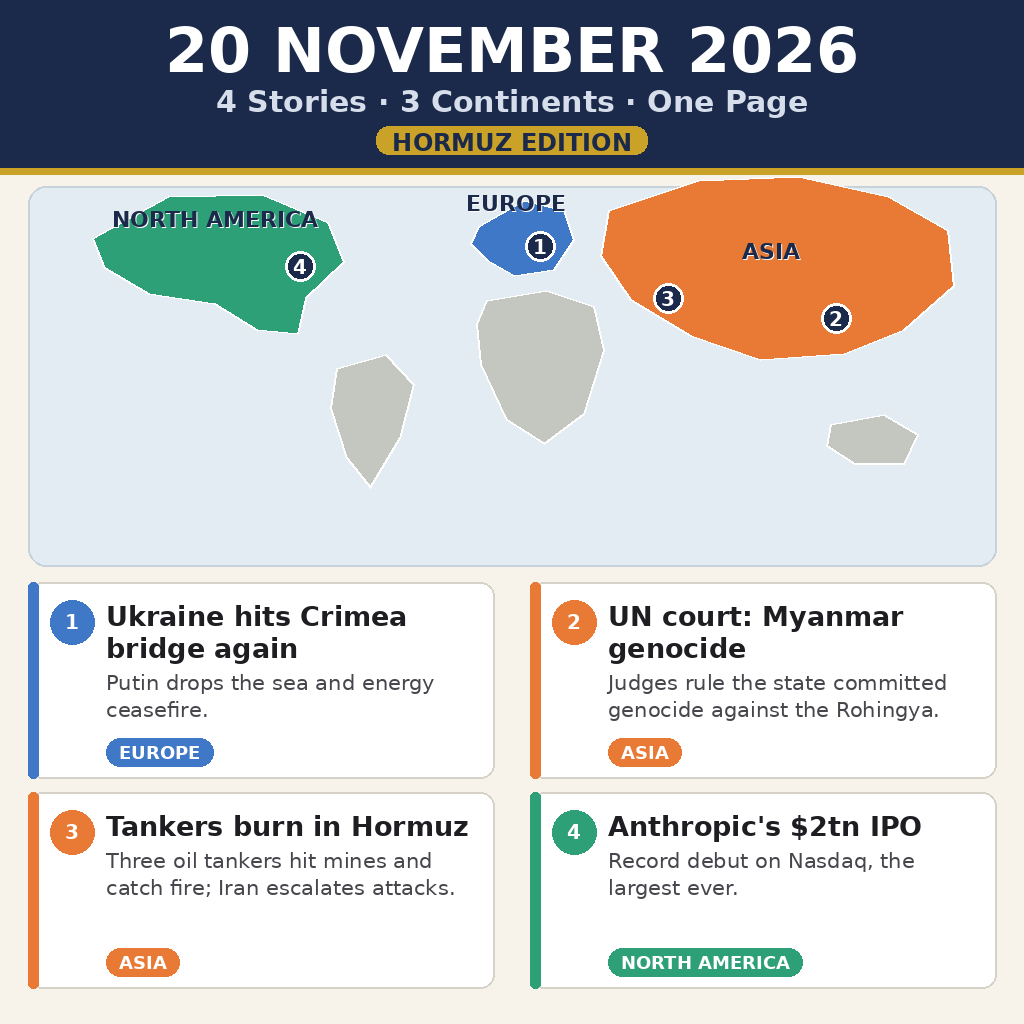 20 NOVEMBER 2026
4 Stories · 3 Continents · One Page
HORMUZ EDITION
NORTH AMERICA
EUROPE
ASIA
1
4
3
2
1
Ukraine hits Crimea
bridge again
Putin drops the sea and energy
ceasefire.
EUROPE
2
UN court: Myanmar
genocide
Judges rule the state committed
genocide against the Rohingya.
ASIA
3
Tankers burn in Hormuz
Three oil tankers hit mines and
catch fire; Iran escalates attacks.
ASIA
4
Anthropic's $2tn IPO
Record debut on Nasdaq, the
largest ever.
NORTH AMERICA